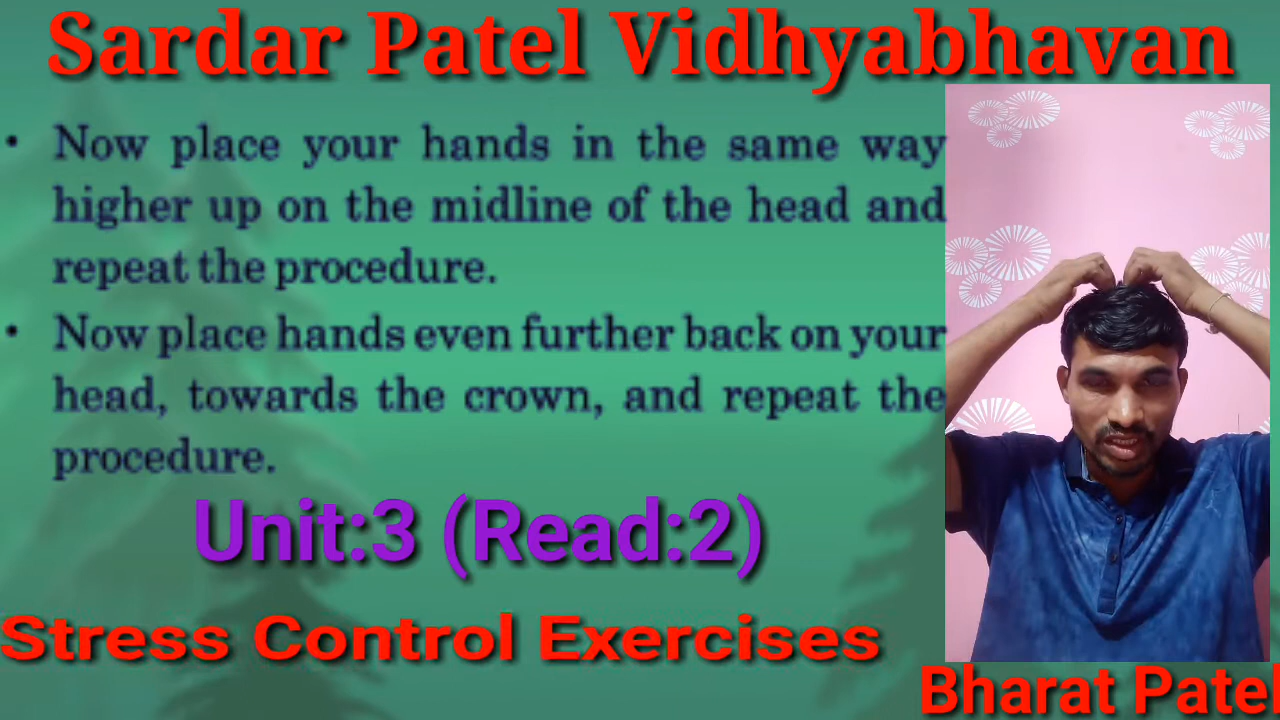 Sardar Patel Vidhyabhavan
• Now place your hands in the same way
higher up on the midline of the head and
repeat the procedure.
• Now place hands even further back on your
head, towards the crown, and repeat the
procedure.
Unit:3 (Read:2)
Stress Control Exercises
Bharat Patel